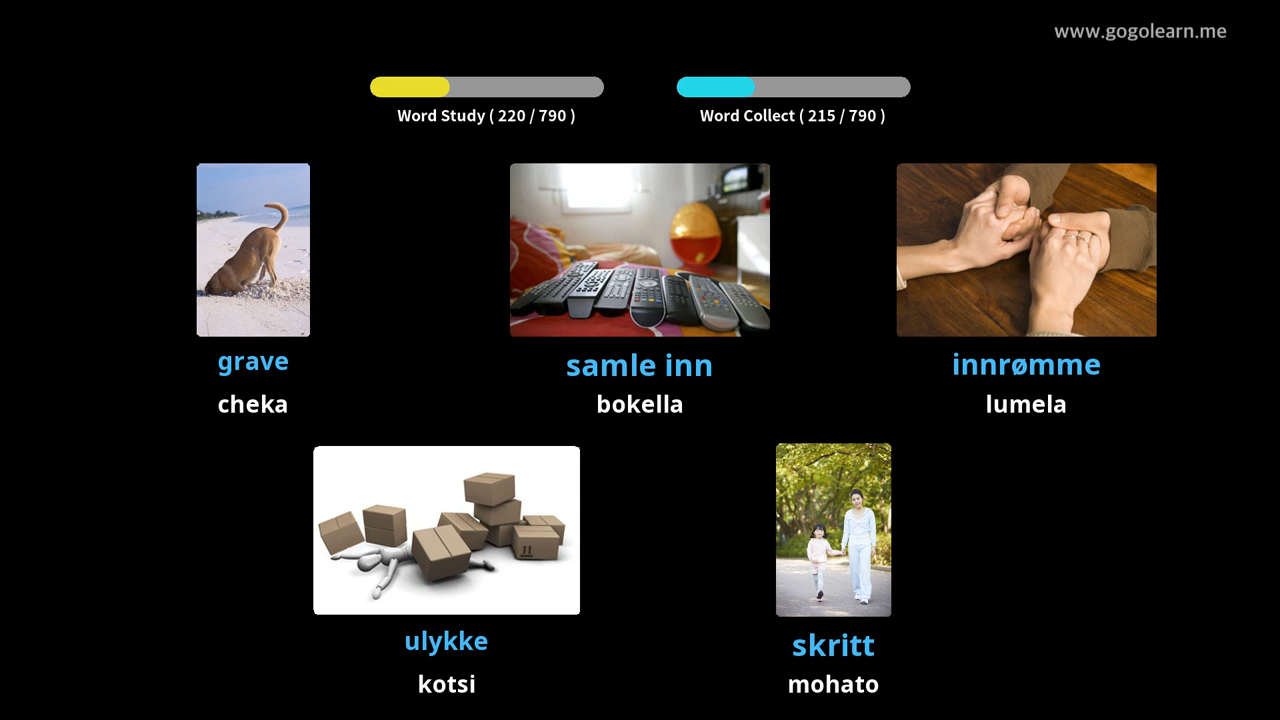 www.gogolearn.me
Word Study ( 220 / 790 )
Word Collect ( 215 / 790 )
grave
cheka
samle inn
bokella
innrømme
lumela
ulykke
kotsi
skritt
mohato